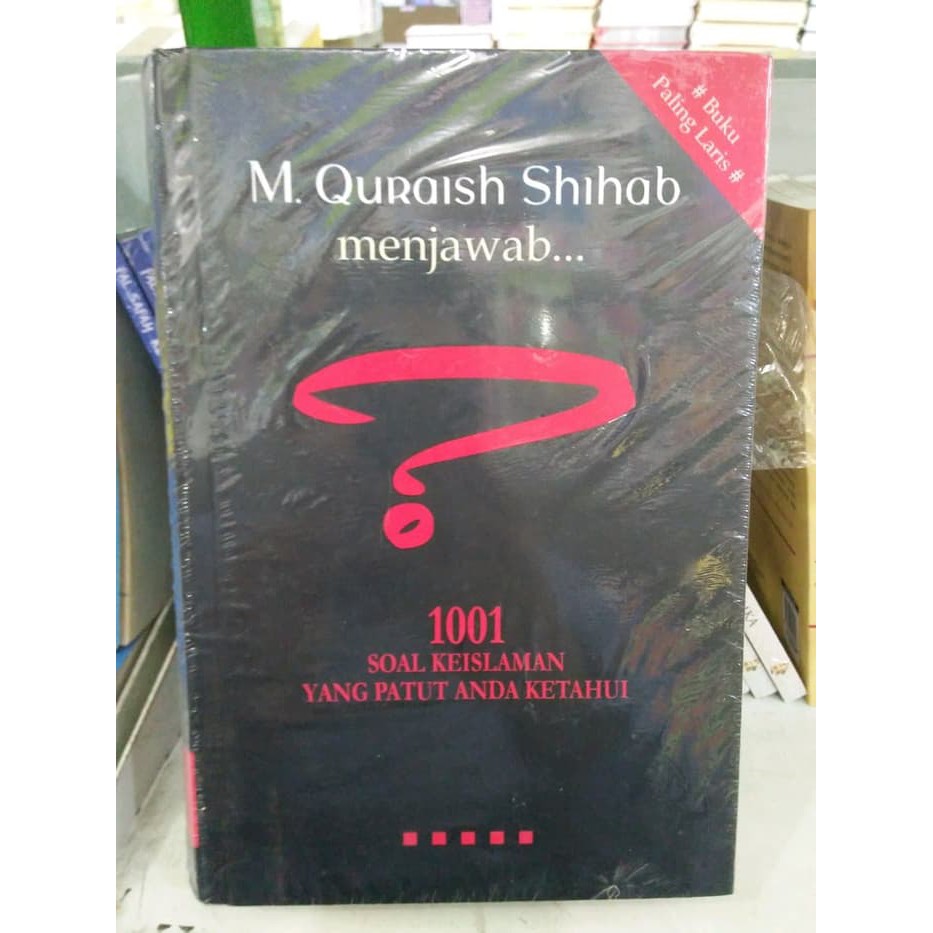 # Buku
Paling Laris #
M. Quraish Shihab
menjawab...
?
1001
SOAL KEISLAMAN
YANG PATUT ANDA KETAHUI